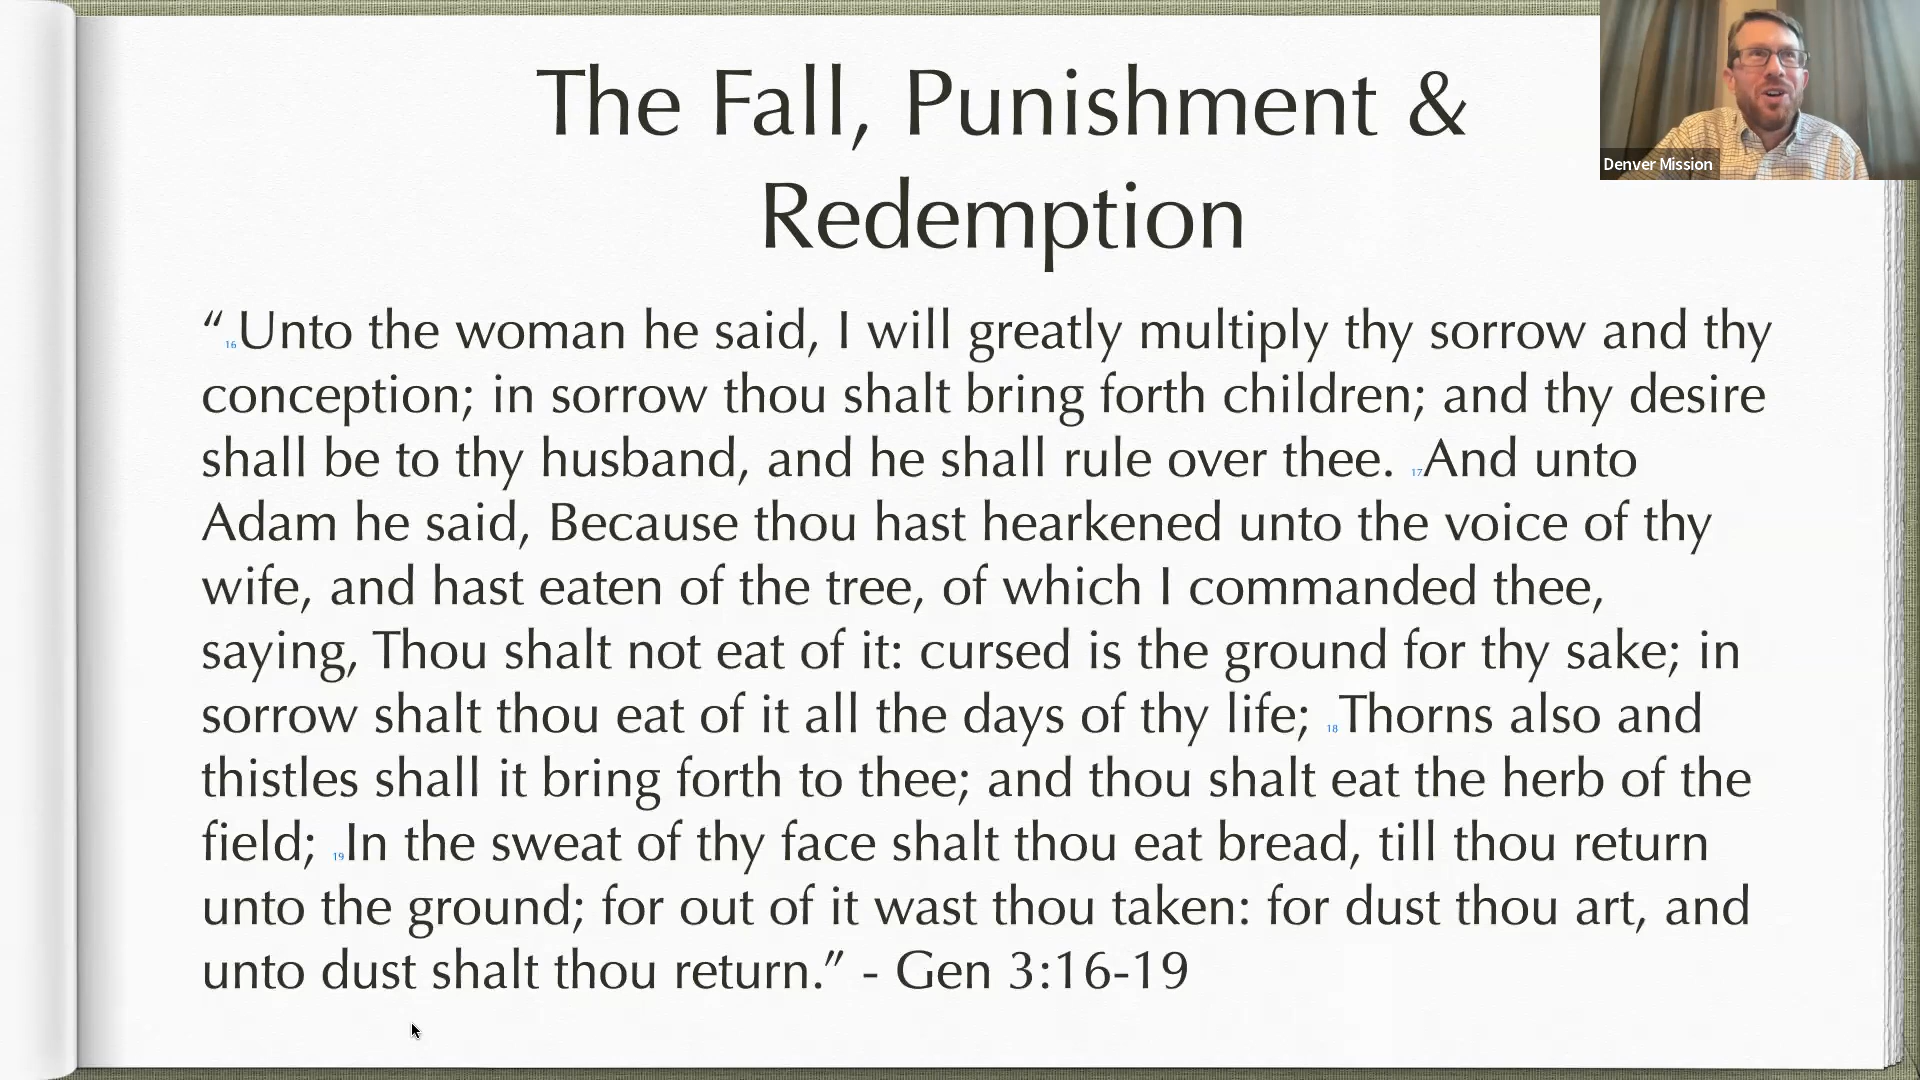 The Fall, Punishment &
Redemption
Denver Mission
“16Unto the woman he said, I will greatly multiply thy sorrow and thy
conception; in sorrow thou shalt bring forth children; and thy desire
shall be to thy husband, and he shall rule over thee. 17And unto
Adam he said, Because thou hast hearkened unto the voice of thy
wife, and hast eaten of the tree, of which I commanded thee,
saying, Thou shalt not eat of it: cursed is the ground for thy sake; in
sorrow shalt thou eat of it all the days of thy life; 18Thorns also and
thistles shall it bring forth to thee; and thou shalt eat the herb of the
field; 19In the sweat of thy face shalt thou eat bread, till thou return
unto the ground; for out of it wast thou taken: for dust thou art, and
unto dust shalt thou return.” - Gen 3:16-19